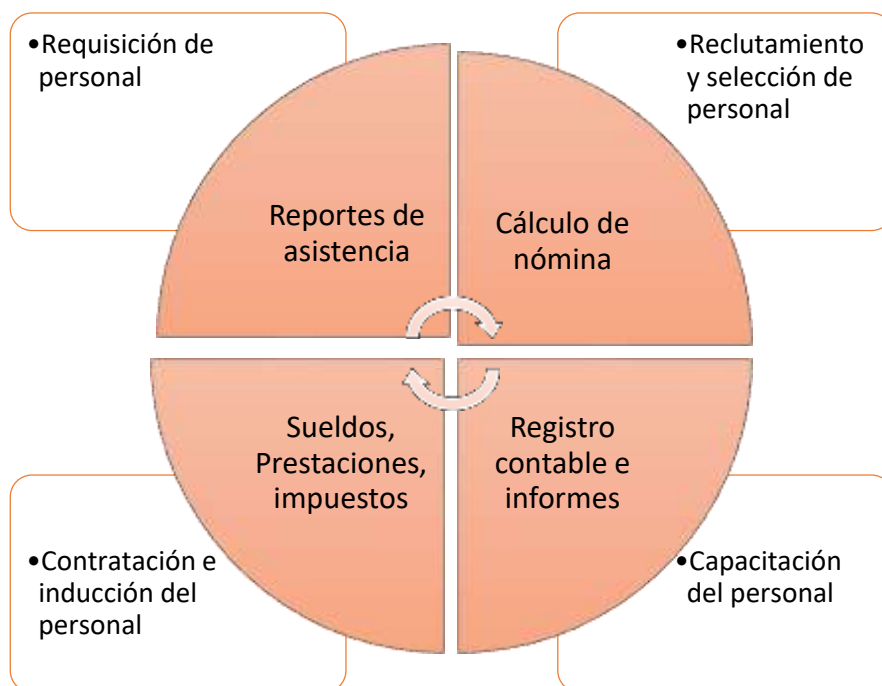 •Requisición de
personal
•Reclutamiento
y selección de
personal
Reportes de
asistencia
Cálculo de
nómina
Sueldos,
Prestaciones,
impuestos
Registro
contable e
informes
•Contratación e
inducción del
personal
•Capacitación
del personal